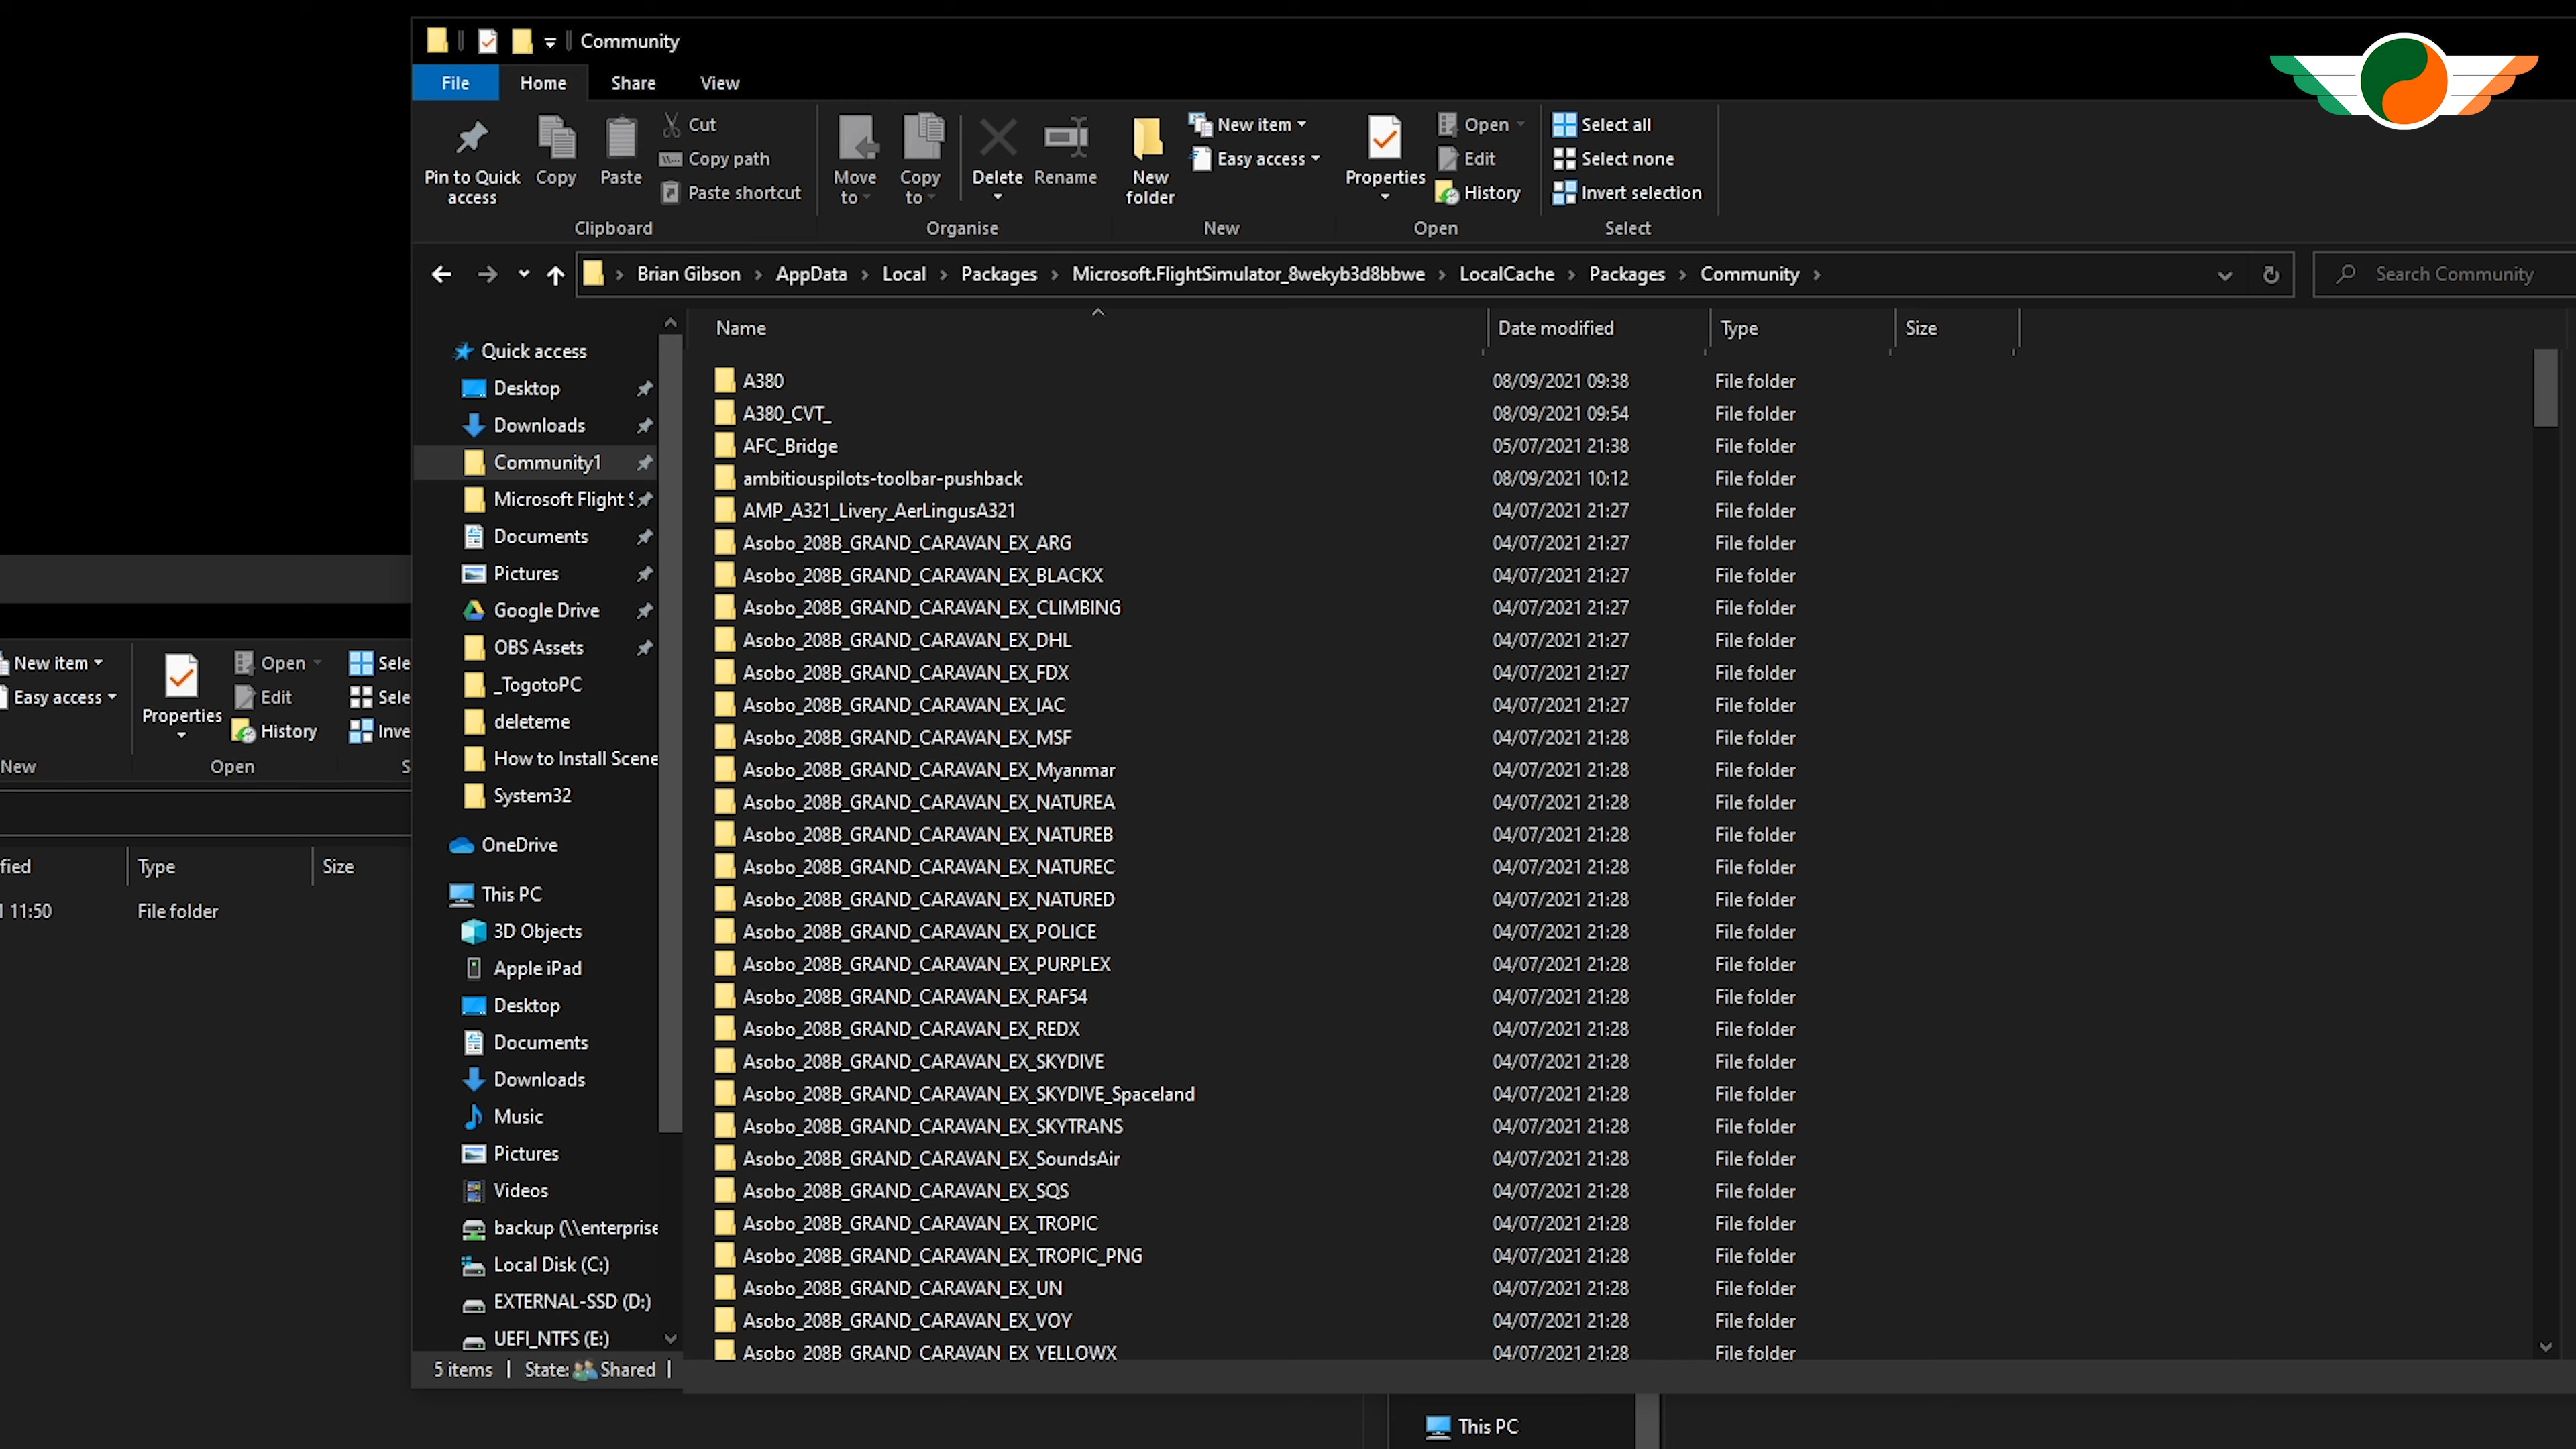 Community
File Home Share View
Pin to Quick access
Copy
Paste
Cut
Copy path
Paste shortcut
Clipboard
Move to
Copy to
Delete
Rename
Organise
New folder
New item
Easy access
New
Properties
Open
Edit
History
Open
Select all
Select none
Invert selection
Select
Brian Gibson AppData Local Packages Microsoft.FlightSimulator_8wekyb3d8bbwe LocalCache Packages Community
Search Community
Quick access
Desktop
Downloads
Community1
Microsoft Flight S
Documents
Pictures
Google Drive
OBS Assets
_TogotoPC
deleteme
How to Install Scene
System32
OneDrive
This PC
3D Objects
Apple iPad
Desktop
Documents
Downloads
Music
Pictures
Videos
backup (\\enterprise
Local Disk (C:)
EXTERNAL-SSD (D:)
UEFI_NTFS (E:)
Name Date modified Type Size
A380 08/09/2021 09:38 File folder
A380_CVT_ 08/09/2021 09:54 File folder
AFC_Bridge 05/07/2021 21:38 File folder
ambitiouspilots-toolbar-pushback 08/09/2021 10:12 File folder
AMP_A321_Livery_AerLingusA321 04/07/2021 21:27 File folder
Asobo_208B_GRAND_CARAVAN_EX_ARG 04/07/2021 21:27 File folder
Asobo_208B_GRAND_CARAVAN_EX_BLACKX 04/07/2021 21:27 File folder
Asobo_208B_GRAND_CARAVAN_EX_CLIMBING 04/07/2021 21:27 File folder
Asobo_208B_GRAND_CARAVAN_EX_DHL 04/07/2021 21:27 File folder
Asobo_208B_GRAND_CARAVAN_EX_FDX 04/07/2021 21:27 File folder
Asobo_208B_GRAND_CARAVAN_EX_IAC 04/07/2021 21:27 File folder
Asobo_208B_GRAND_CARAVAN_EX_MSF 04/07/2021 21:28 File folder
Asobo_208B_GRAND_CARAVAN_EX_Myanmar 04/07/2021 21:28 File folder
Asobo_208B_GRAND_CARAVAN_EX_NATUREA 04/07/2021 21:28 File folder
Asobo_208B_GRAND_CARAVAN_EX_NATUREB 04/07/2021 21:28 File folder
Asobo_208B_GRAND_CARAVAN_EX_NATUREC 04/07/2021 21:28 File folder
Asobo_208B_GRAND_CARAVAN_EX_NATURED 04/07/2021 21:28 File folder
Asobo_208B_GRAND_CARAVAN_EX_POLICE 04/07/2021 21:28 File folder
Asobo_208B_GRAND_CARAVAN_EX_PURPLEX 04/07/2021 21:28 File folder
Asobo_208B_GRAND_CARAVAN_EX_RAF54 04/07/2021 21:28 File folder
Asobo_208B_GRAND_CARAVAN_EX_REDX 04/07/2021 21:28 File folder
Asobo_208B_GRAND_CARAVAN_EX_SKYDIVE 04/07/2021 21:28 File folder
Asobo_208B_GRAND_CARAVAN_EX_SKYDIVE_Spaceland 04/07/2021 21:28 File folder
Asobo_208B_GRAND_CARAVAN_EX_SKYTRANS 04/07/2021 21:28 File folder
Asobo_208B_GRAND_CARAVAN_EX_SoundsAir 04/07/2021 21:28 File folder
Asobo_208B_GRAND_CARAVAN_EX_SQS 04/07/2021 21:28 File folder
Asobo_208B_GRAND_CARAVAN_EX_TROPIC 04/07/2021 21:28 File folder
Asobo_208B_GRAND_CARAVAN_EX_TROPIC_PNG 04/07/2021 21:28 File folder
Asobo_208B_GRAND_CARAVAN_EX_UN 04/07/2021 21:28 File folder
Asobo_208B_GRAND_CARAVAN_EX_VOY 04/07/2021 21:28 File folder
Asobo_208B_GRAND_CARAVAN_EX_YELLOWX 04/07/2021 21:28 File folder
5 items State: Shared
New item
Easy access
New
Properties
Open
Edit
History
Open
Sele
Sele
Inve
S
fied Type Size
11:50 File folder
This PC